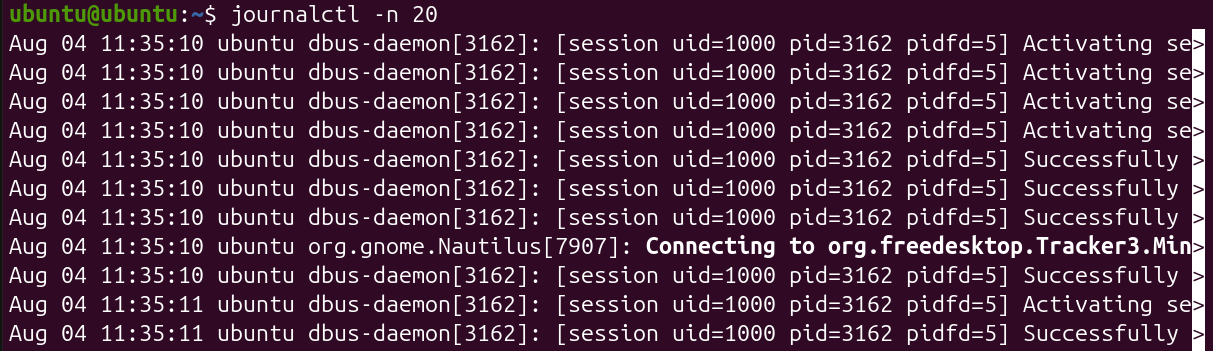 ubuntu@ubuntu:~$ journalctl -n 20
Aug 04 11:35:10 ubuntu dbus-daemon[3162]: [session uid=1000 pid=3162 pidfd=5] Activating se>
Aug 04 11:35:10 ubuntu dbus-daemon[3162]: [session uid=1000 pid=3162 pidfd=5] Activating se>
Aug 04 11:35:10 ubuntu dbus-daemon[3162]: [session uid=1000 pid=3162 pidfd=5] Activating se>
Aug 04 11:35:10 ubuntu dbus-daemon[3162]: [session uid=1000 pid=3162 pidfd=5] Activating se>
Aug 04 11:35:10 ubuntu dbus-daemon[3162]: [session uid=1000 pid=3162 pidfd=5] Successfully >
Aug 04 11:35:10 ubuntu dbus-daemon[3162]: [session uid=1000 pid=3162 pidfd=5] Successfully >
Aug 04 11:35:10 ubuntu dbus-daemon[3162]: [session uid=1000 pid=3162 pidfd=5] Successfully >
Aug 04 11:35:10 ubuntu org.gnome.Nautilus[7907]: Connecting to org.freedesktop.Tracker3.Min>
Aug 04 11:35:10 ubuntu dbus-daemon[3162]: [session uid=1000 pid=3162 pidfd=5] Successfully >
Aug 04 11:35:11 ubuntu dbus-daemon[3162]: [session uid=1000 pid=3162 pidfd=5] Activating se>
Aug 04 11:35:11 ubuntu dbus-daemon[3162]: [session uid=1000 pid=3162 pidfd=5] Successfully >